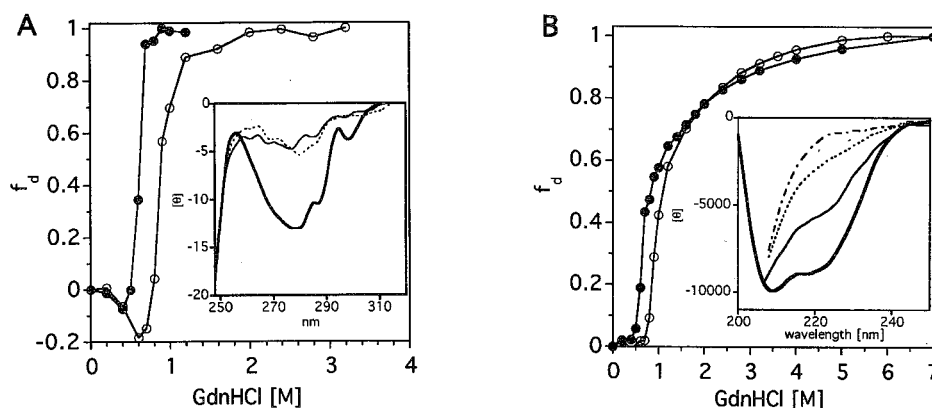 A
1
0.8
0.6
0.4
0.2
0
-0.2
f_d
0 1 2 3 4
GdnHCl [M]
0
-5
-10
-15
-20
[Θ]
250 270 290 310
nm
B
1
0.8
0.6
0.4
0.2
0
f_d
0 1 2 3 4 5 6 7
GdnHCl [M]
0
-5000
-10000
[Θ]
200 220 240
wavelength [nm]